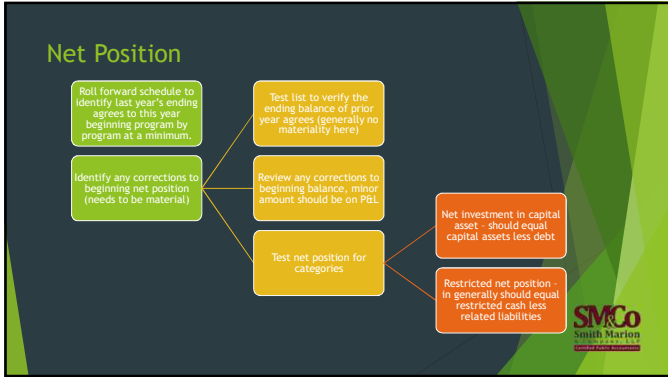 Net Position
Roll forward schedule to
identify last year's ending
agrees to this year
beginning program by
program at a minimum.
Identify any corrections to
beginning net position
(needs to be material)
Test list to verify the
ending balance of prior
year agrees (generally no
materiality here)
Review any corrections to
beginning balance, minor
amount should be on P&L
Test net position for
categories
Net investment in capital
asset - should equal
capital assets less debt
Restricted net position -
in generally should equal
restricted cash less
related liabilities
SM&Co
Smith Marion
& Company, LLP
Certified Public Accountants